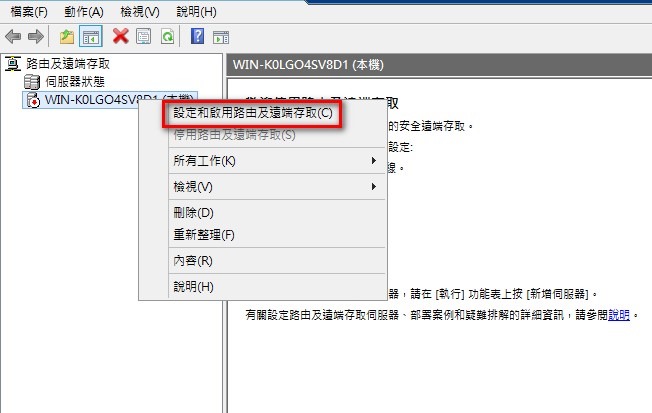 檔案(F) 動作(A) 檢視(V) 說明(H)
路由及遠端存取
伺服器狀態
WIN-K0LGO4SV8D1 (本機)
WIN-K0LGO4SV8D1 (本機)
路由及遠端存取
的安全遠端存取。
設定:
線。
設定和啟用路由及遠端存取(C)
停用路由及遠端存取(S)
所有工作(K)
檢視(V)
刪除(D)
重新整理(F)
內容(R)
說明(H)
器，請在 [執行] 功能表上按 [新增伺服器]。
有關設定路由及遠端存取伺服器、部署案例和疑難排解的詳細資訊，請參閱說明。